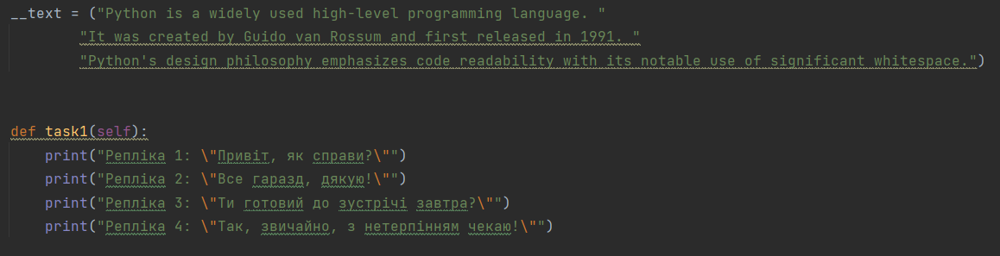 __text = ("Python is a widely used high-level programming language. "
"It was created by Guido van Rossum and first released in 1991. "
"Python's design philosophy emphasizes code readability with its notable use of significant whitespace.")
def task1(self):
print("Репліка 1: \"Привіт, як справи?\"")
print("Репліка 2: \"Все гаразд, дякую!\"")
print("Репліка 3: \"Ти готовий до зустрічі завтра?\"")
print("Репліка 4: \"Так, звичайно, з нетерпінням чекаю!\"")